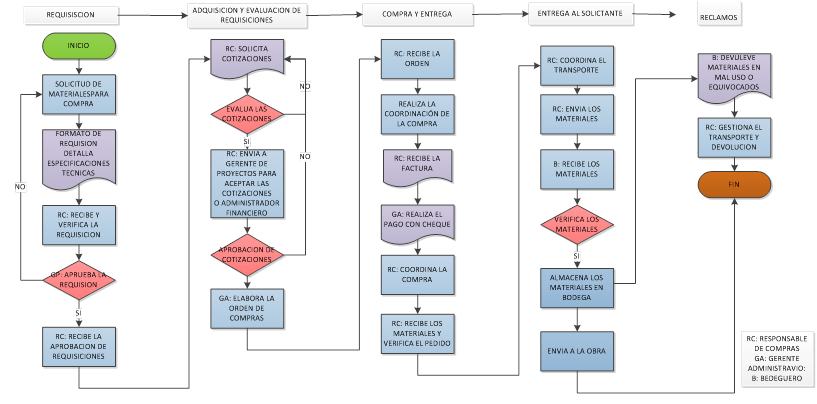 REQUISISCION
ADQUISICIÓN Y EVALUACION DE
REQUISICIONES
COMPRA Y ENTREGA
ENTREGA AL SOLICTANTE
RECLAMOS
INICIO
SOLICITUD DE
MATERIALESPARA
COMPRA
FORMATO DE
REQUISION
DETALLA
ESPECIFICACIONES
TECNICAS
RC: RECIBE Y
VERIFICA LA
REQUISICION
NO
GP: APRUEBA LA
REQUISION
SI
RC: RECIBE LA
APROBACION DE
REQUISICIONES
RC: SOLICITA
COTIZACIONES
NO
EVALUA LAS
COTIZACIONES
SI
RC: ENVIA A
GERENTE DE
PROYECTOS PARA
ACEPTAR LAS
COTIZACIONES
O ADMINISTRADOR
FINANCIERO
NO
APROBACION DE
COTIZACIONES
GA: ELABORA LA
ORDEN DE
COMPRAS
RC: RECIBE LA
ORDEN
REALIZA LA
COORDINACIÓN DE
LA COMPRA
RC: RECIBE LA
FACTURA
GA: REALIZA EL
PAGO CON CHEQUE
RC: COORDINA LA
COMPRA
RC: RECIBE LOS
MATERIALES Y
VERIFICA EL PEDIDO
RC: COORDINA EL
TRANSPORTE
RC: ENVIA LOS
MATERIALES
B: RECIBE LOS
MATERIALES
VERIFICA LOS
MATERIALES
SI
ALMACENA LOS
MATERIALES EN
BODEGA
ENVIA A LA OBRA
B: DEVULEVE
MATERIALES EN
MAL USO O
EQUIVOCADOS
RC: GESTIONA EL
TRANSPORTE Y
DEVOLUCION
FIN
RC: RESPONSABLE
DE COMPRAS
GA: GERENTE
ADMINISTRAVIO:
B: BEDEGUERO